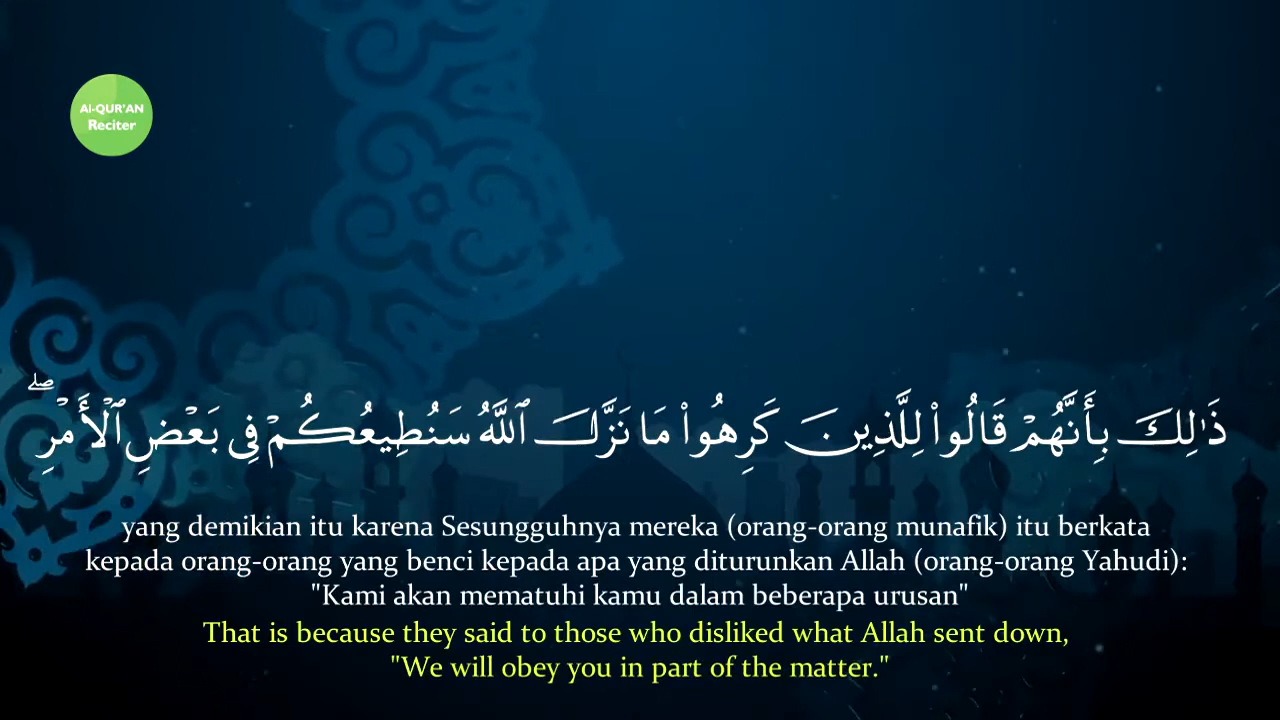 Al-QUR'AN
Reciter
ذَٰلِكَ بِأَنَّهُمْ قَالُوا۟ لِلَّذِينَ كَرِهُوا۟ مَا نَزَّلَ ٱللَّهُ سَنُطِيعُكُمْ فِى بَعْضِ ٱلْأَمْرِ ۖ
yang demikian itu karena Sesungguhnya mereka (orang-orang munafik) itu berkata
kepada orang-orang yang benci kepada apa yang diturunkan Allah (orang-orang Yahudi):
"Kami akan mematuhi kamu dalam beberapa urusan"
That is because they said to those who disliked what Allah sent down,
"We will obey you in part of the matter."